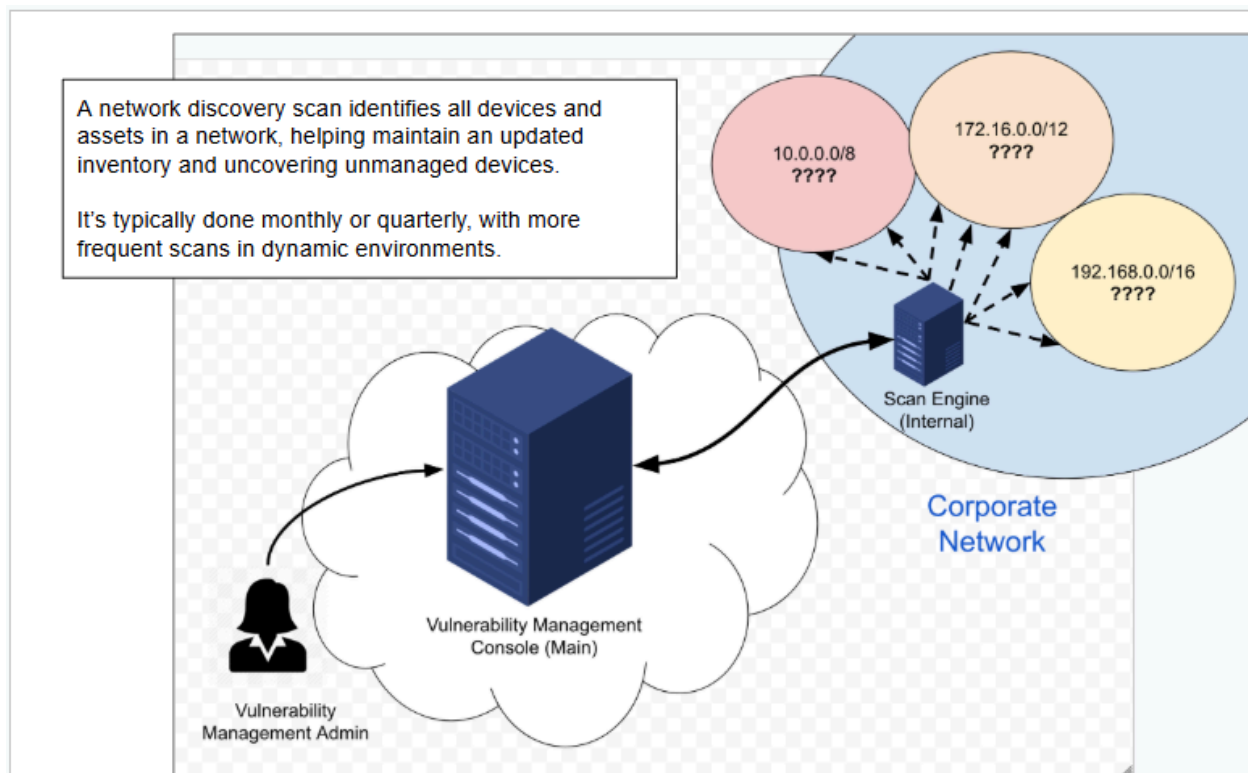 A network discovery scan identifies all devices and
assets in a network, helping maintain an updated
inventory and uncovering unmanaged devices.
It’s typically done monthly or quarterly, with more
frequent scans in dynamic environments.
10.0.0.0/8
????
172.16.0.0/12
????
192.168.0.0/16
????
Scan Engine
(Internal)
Corporate
Network
Vulnerability Management
Console (Main)
Vulnerability
Management Admin